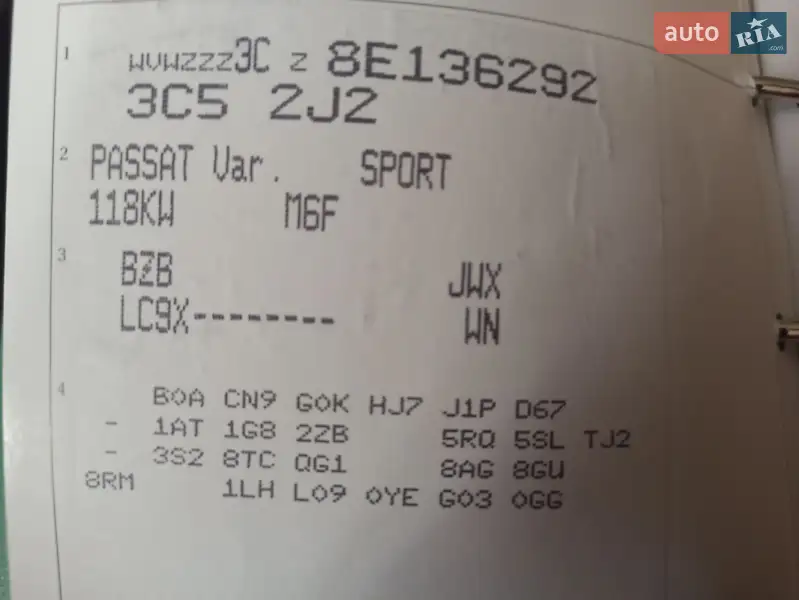 auto RIA
1 WVWZZZ3C Z 8E136292
3C5 2J2
2 PASSAT Var. SPORT
118KW M6F
3 BZB JWX
LC9X-------- WN
4 B0A CN9 G0K HJ7 J1P D67
- 1AT 1G8 2ZB 5RQ 5SL TJ2
- 3S2 8TC QG1 8AG 8GU
8RM 1LH L09 0YE G03 0GG